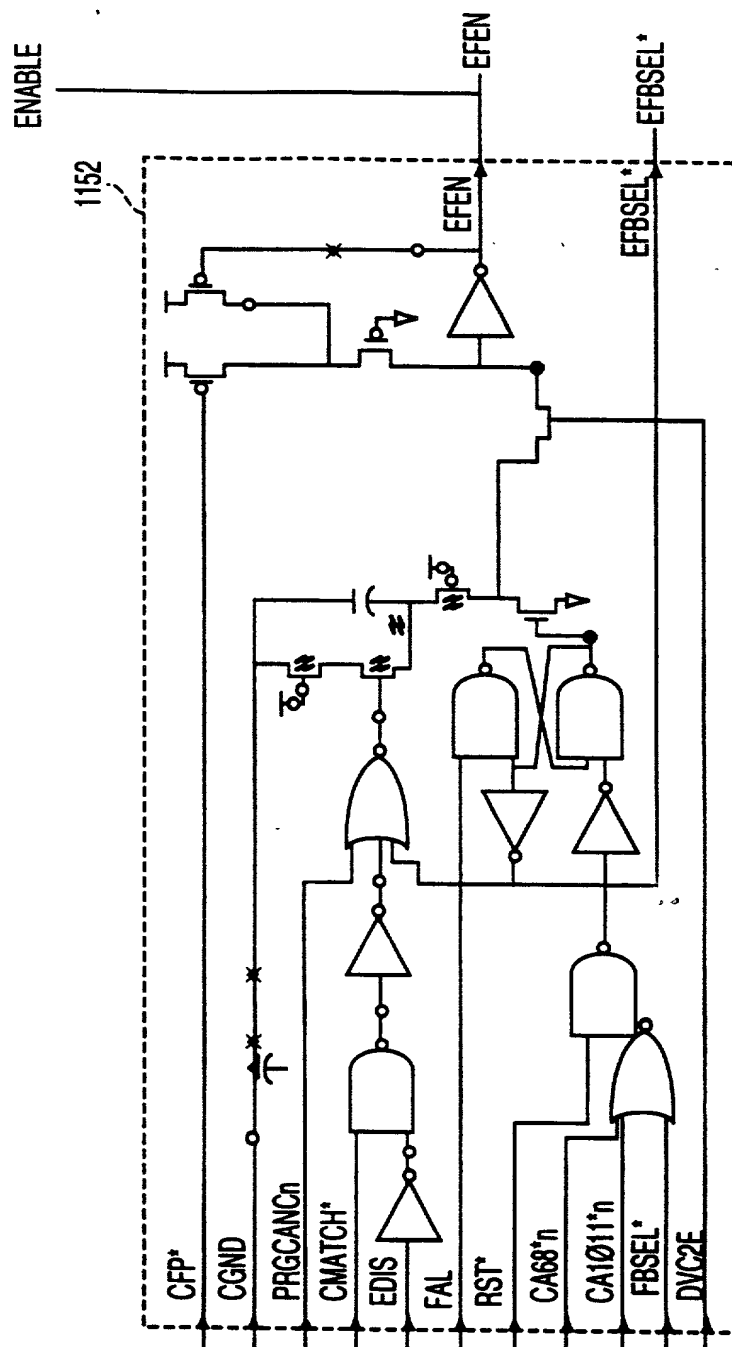 ENABLE
1152
EFEN
EFEN
EFBSEL*
EFBSEL*
CFP*
CGND
PRGCANCn
CMATCH*
EDIS
FAL
RST*
CA68*n
CA1011*n
FBSEL*
DVC2E